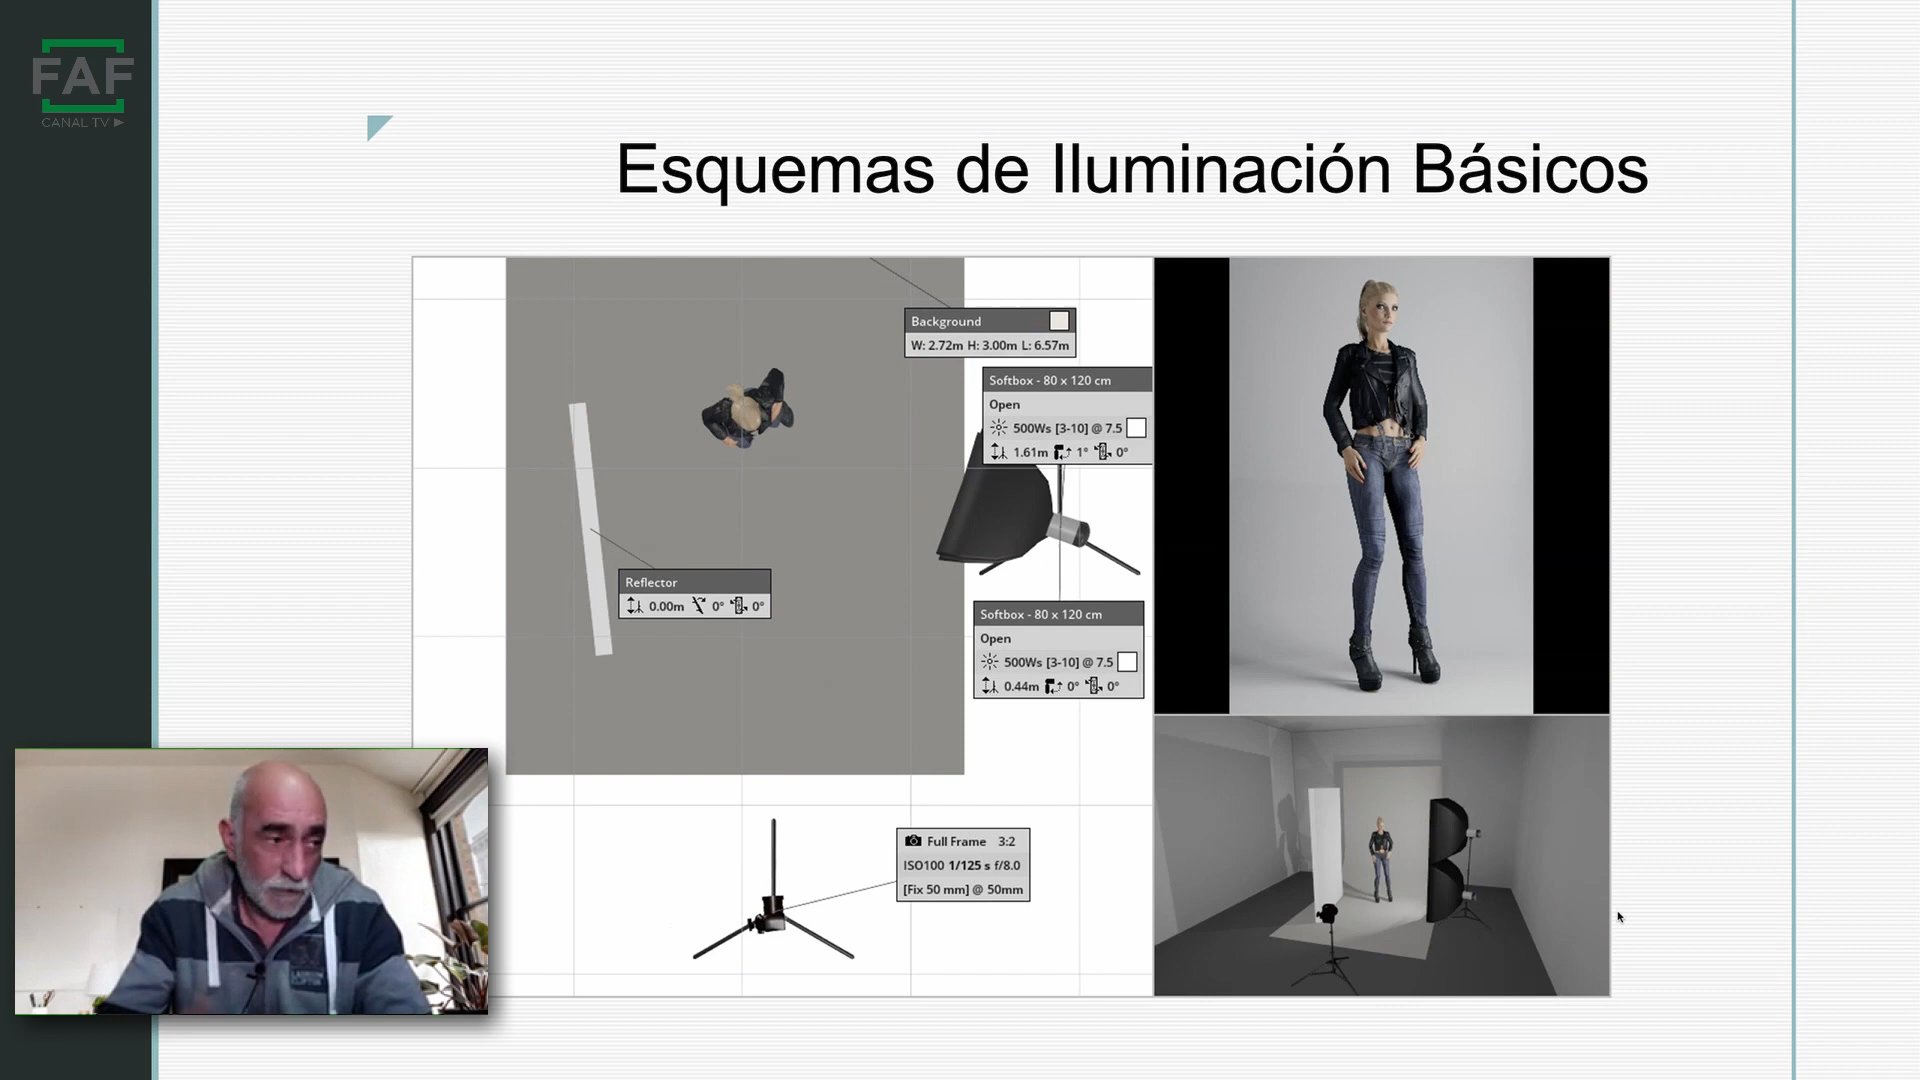 FAF
CANAL TV
Esquemas de Iluminación Básicos
Background
W: 2.72m H: 3.00m L: 6.57m
Softbox - 80 x 120 cm
Open
500Ws [3-10] @ 7.5
1.61m 1° 0°
Reflector
0.00m 0° 0°
Softbox - 80 x 120 cm
Open
500Ws [3-10] @ 7.5
0.44m 0° 0°
Full Frame 3:2
ISO100 1/125 s f/8.0
[Fix 50 mm] @ 50mm